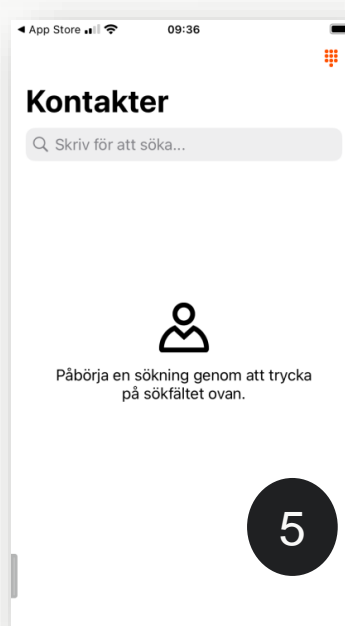 App Store 09:36
Kontakter
Skriv för att söka...
Påbörja en sökning genom att trycka
på sökfältet ovan.
5